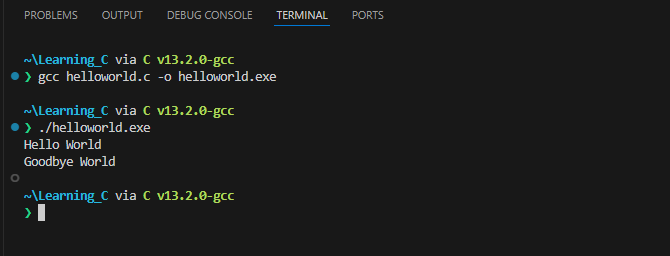 PROBLEMS OUTPUT DEBUG CONSOLE TERMINAL PORTS
~\Learning_C via C v13.2.0-gcc
❯ gcc helloworld.c -o helloworld.exe
~\Learning_C via C v13.2.0-gcc
❯ ./helloworld.exe
Hello World
Goodbye World
~\Learning_C via C v13.2.0-gcc
❯